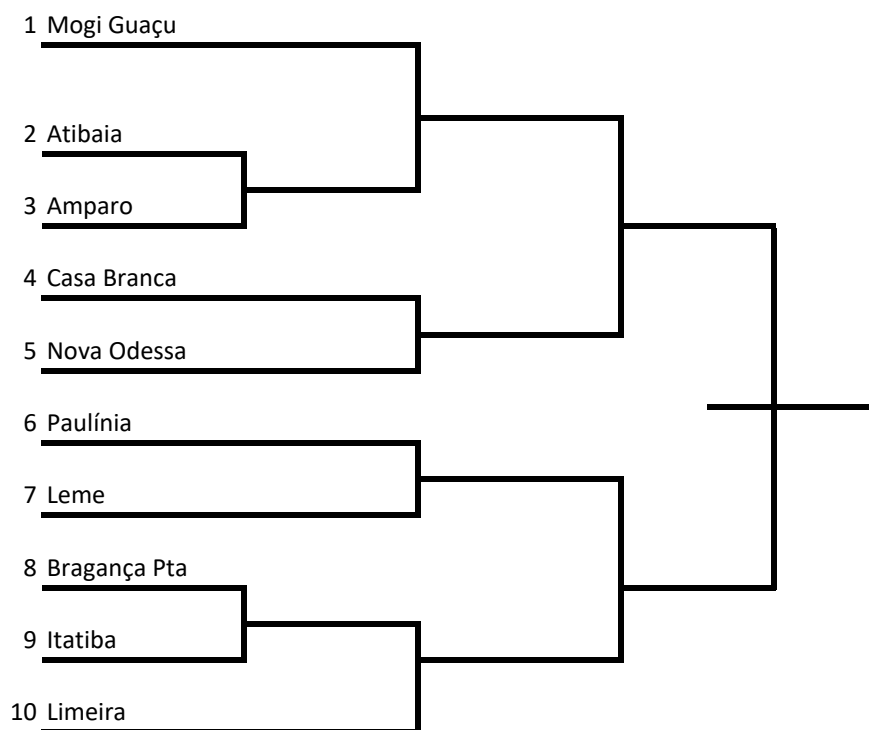 1 Mogi Guaçu
2 Atibaia
3 Amparo
4 Casa Branca
5 Nova Odessa
6 Paulínia
7 Leme
8 Bragança Pta
9 Itatiba
10 Limeira